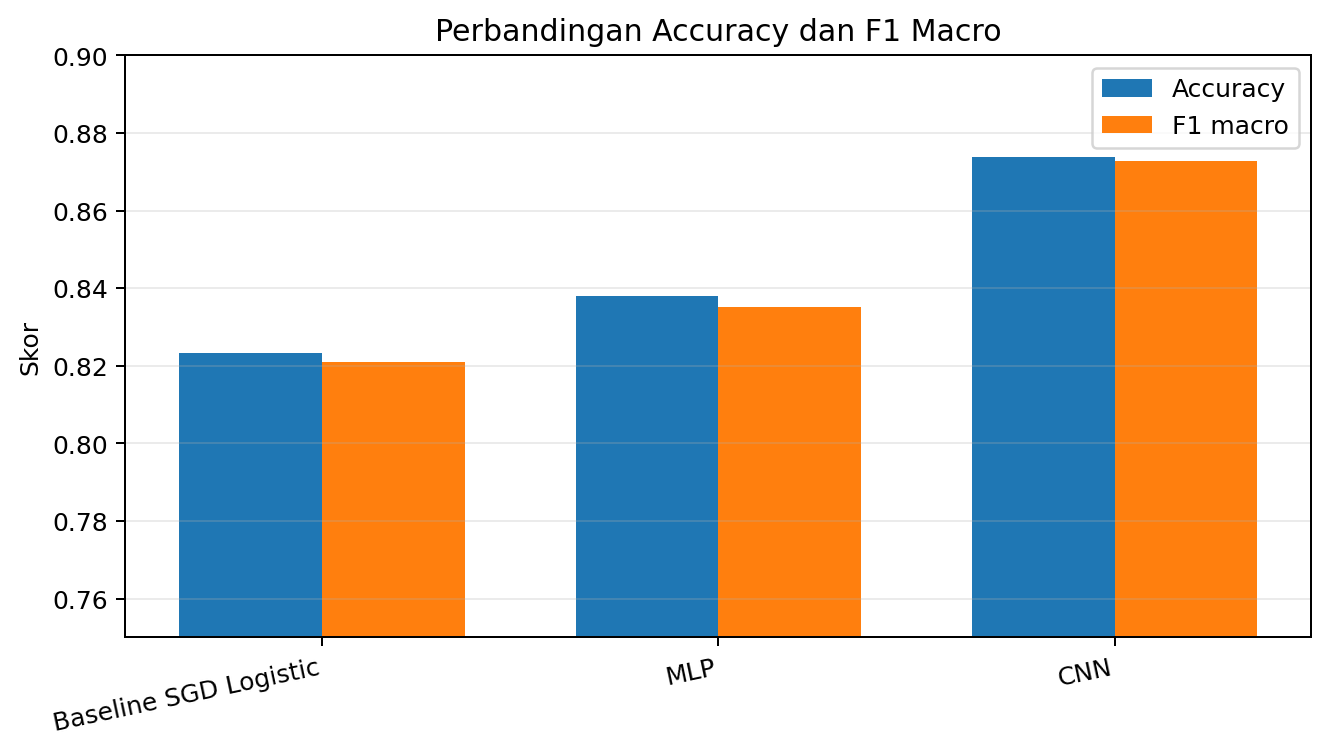 Perbandingan Accuracy dan F1 Macro
Accuracy
F1 macro
0.90
0.88
0.86
0.84
0.82
0.80
0.78
0.76
Skor
Baseline SGD Logistic
MLP
CNN